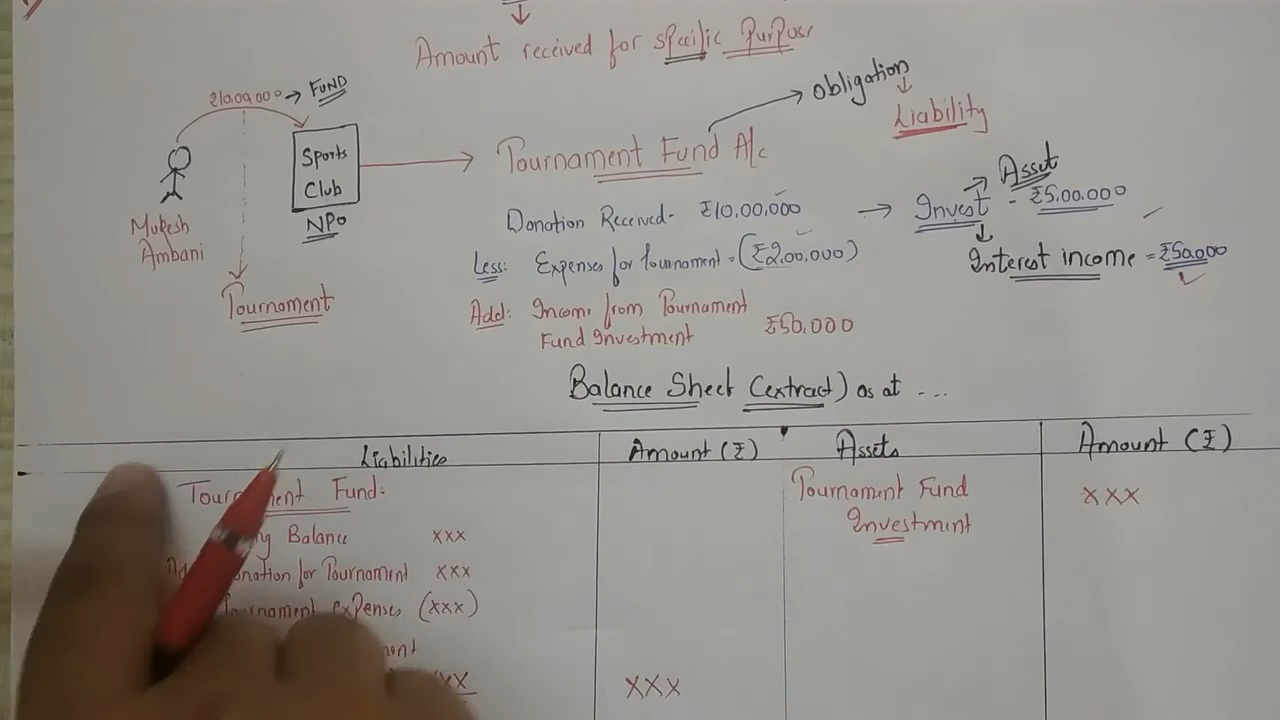 Amount received for specific Purpose
₹10,00,000 → FUND
Sports
Club
NPO
Mukesh
Ambani
Tournament
Tournament Fund A/c
obligation
Liability
Donation Received- ₹10,00,000
Less: Expenses for Tournament = (₹2,00,000)
Add: Income from Tournament
Fund Investment ₹50,000
Asset
Invest - ₹5,00,000
Interest income = ₹50,000
Balance Sheet (extract) as at ...
Liabilities Amount (₹) Assets Amount (₹)
Tournament Fund:
Balance xxx
Donation for Tournament xxx
Tournament expenses (xxx)
xxx
Tournament Fund
Investment
xxx